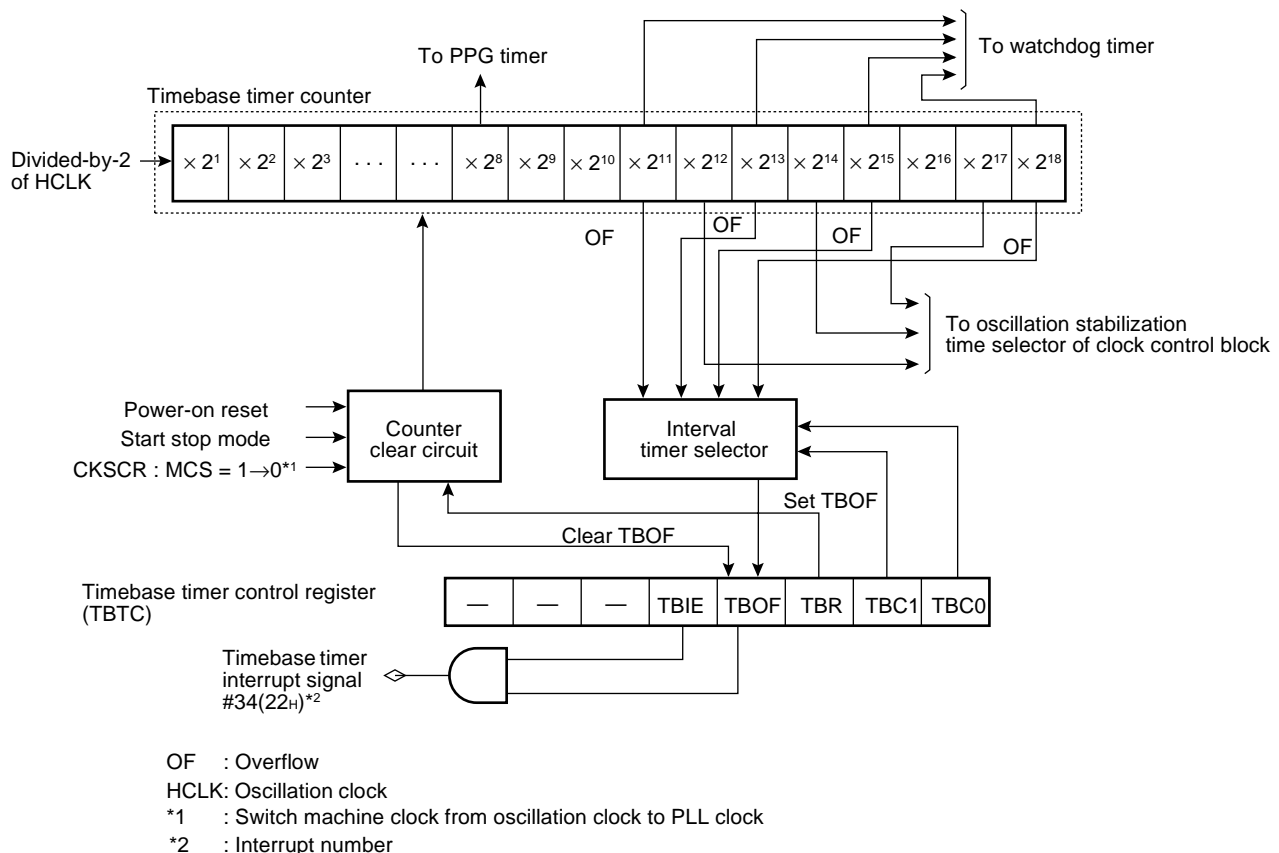 To PPG timer
To watchdog timer
Timebase timer counter
Divided-by-2
of HCLK
× 2¹ × 2² × 2³ · · · · · · × 2⁸ × 2⁹ × 2¹⁰ × 2¹¹ × 2¹² × 2¹³ × 2¹⁴ × 2¹⁵ × 2¹⁶ × 2¹⁷ × 2¹⁸
OF OF OF OF
To oscillation stabilization
time selector of clock control block
Power-on reset
Start stop mode
CKSCR : MCS = 1→0*¹
Counter
clear circuit
Interval
timer selector
Set TBOF
Clear TBOF
Timebase timer control register
(TBTC)
— — — TBIE TBOF TBR TBC1 TBC0
Timebase timer
interrupt signal
#34(22H)*²
OF : Overflow
HCLK: Oscillation clock
*1 : Switch machine clock from oscillation clock to PLL clock
*2 : Interrupt number